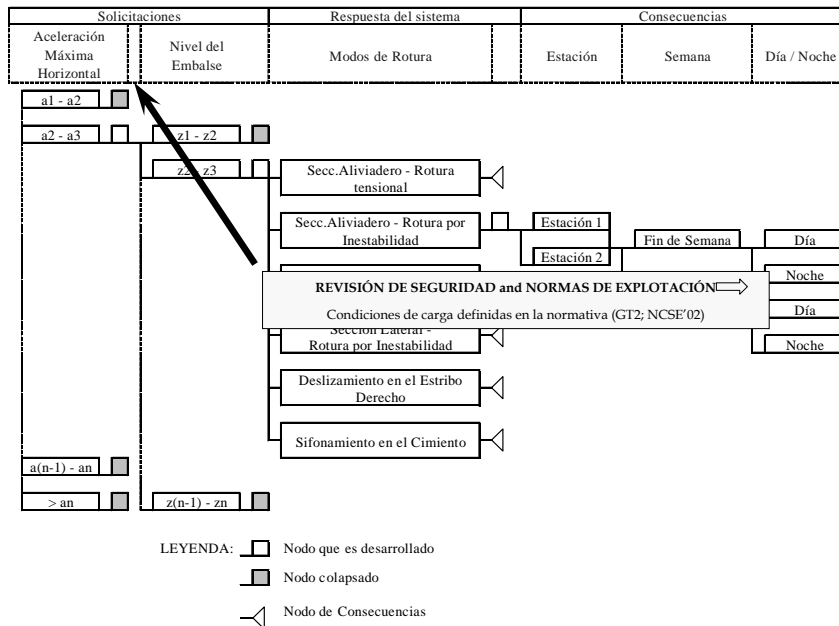 Solicitaciones
Respuesta del sistema
Consecuencias
Aceleración
Máxima
Horizontal
Nivel del
Embalse
Modos de Rotura
Estación
Semana
Día / Noche
a1 - a2
a2 - a3
z1 - z2
z2 - z3
Secc.Aliviadero - Rotura
tensional
Secc.Aliviadero - Rotura por
Inestabilidad
Estación 1
Estación 2
Fin de Semana
Día
Noche
REVISIÓN DE SEGURIDAD and NORMAS DE EXPLOTACIÓN
Condiciones de carga definidas en la normativa (GT2; NCSE'02)
Día
Sección Lateral -
Rotura por Inestabilidad
Noche
Deslizamiento en el Estribo
Derecho
Sifonamiento en el Cimiento
a(n-1) - an
> an
z(n-1) - zn
LEYENDA:
Nodo que es desarrollado
Nodo colapsado
Nodo de Consecuencias